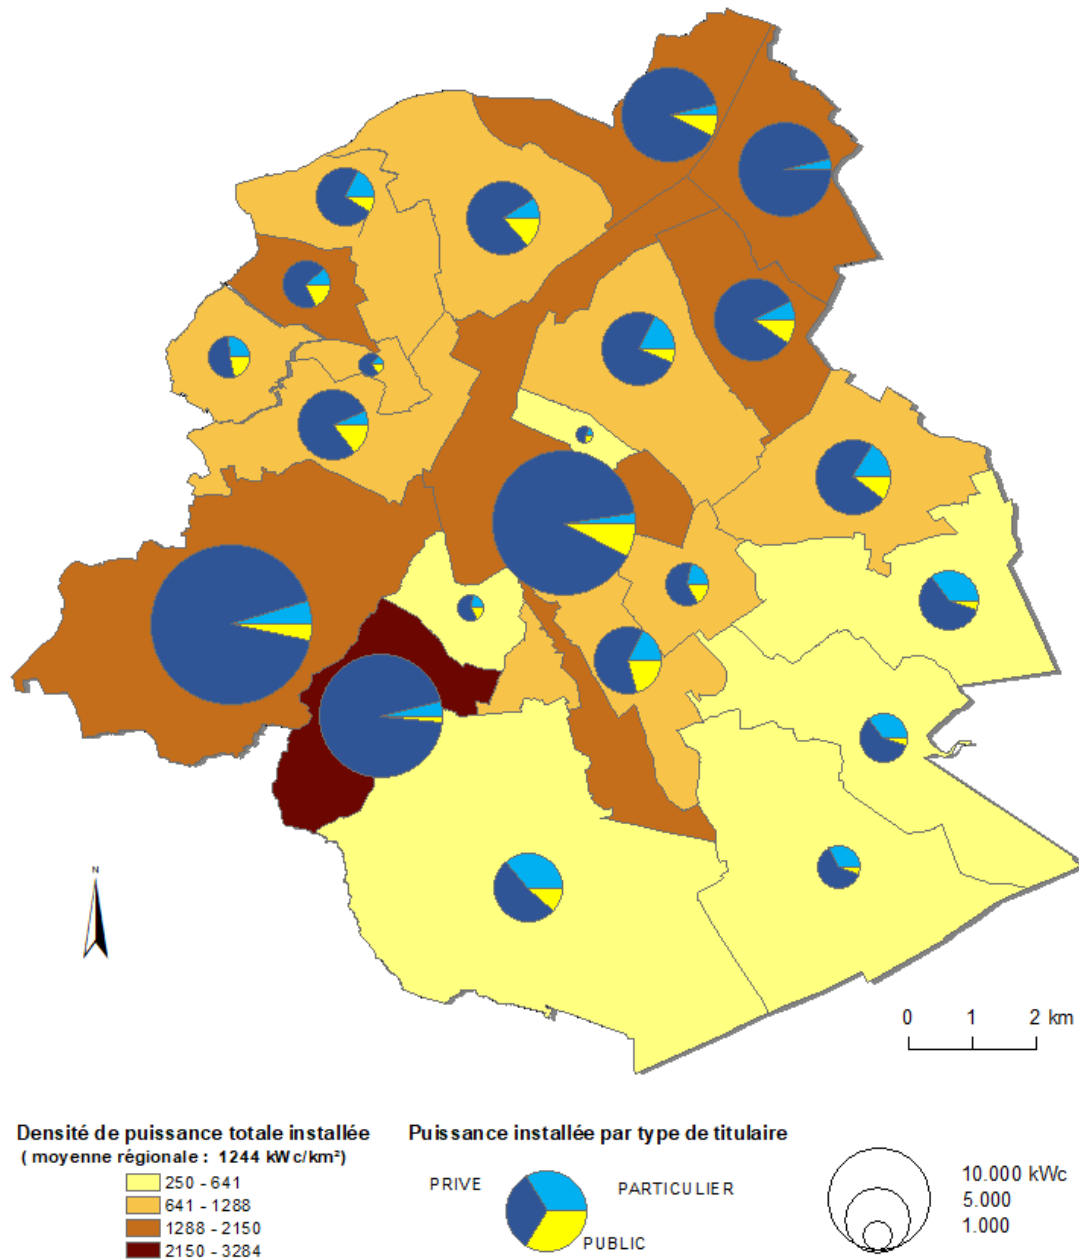 N
0 1 2 km
Densité de puissance totale installée
( moyenne régionale : 1244 kWc/km²)
250 - 641
641 - 1288
1288 - 2150
2150 - 3284
Puissance installée par type de titulaire
PRIVE
PARTICULIER
PUBLIC
10.000 kWc
5.000
1.000